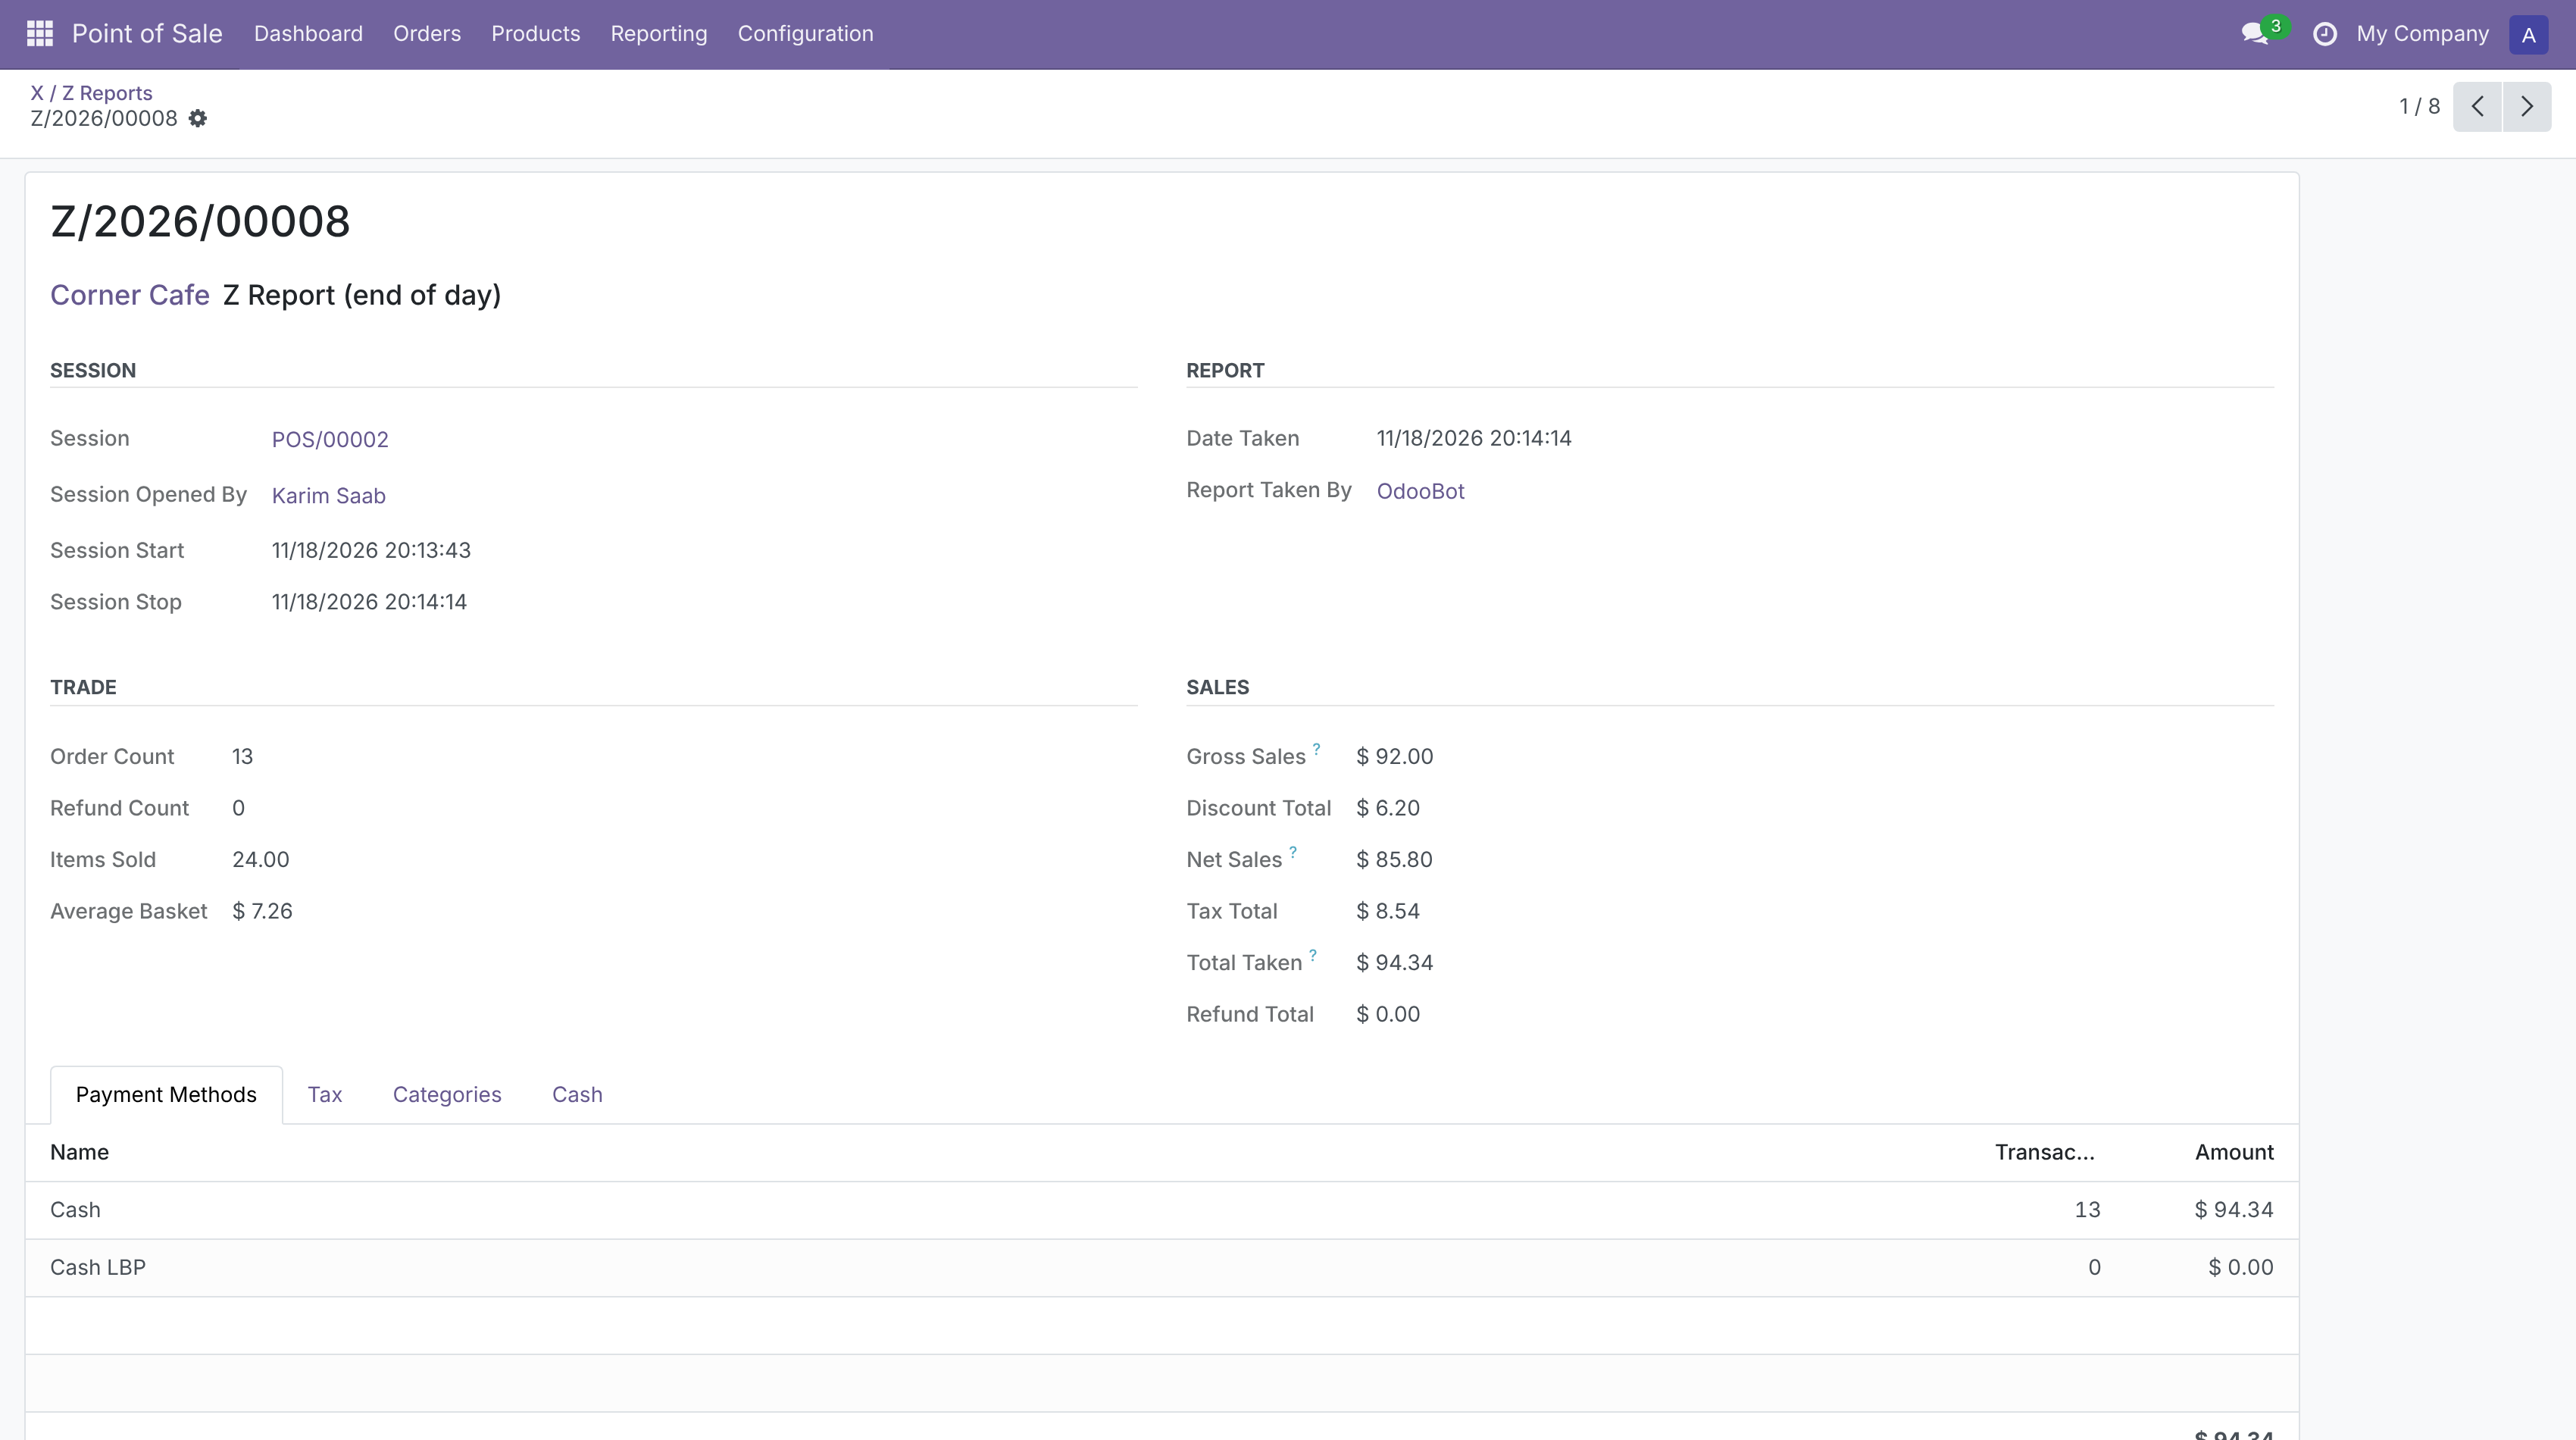 Point of Sale Dashboard Orders Products Reporting Configuration 3 My Company A
X / Z Reports
Z/2026/00008
1 / 8
Z/2026/00008
Corner Cafe Z Report (end of day)
SESSION
Session POS/00002
Session Opened By Karim Saab
Session Start 11/18/2026 20:13:43
Session Stop 11/18/2026 20:14:14
REPORT
Date Taken 11/18/2026 20:14:14
Report Taken By OdooBot
TRADE
Order Count 13
Refund Count 0
Items Sold 24.00
Average Basket $ 7.26
SALES
Gross Sales ? $ 92.00
Discount Total $ 6.20
Net Sales ? $ 85.80
Tax Total $ 8.54
Total Taken ? $ 94.34
Refund Total $ 0.00
Payment Methods Tax Categories Cash
Name Transac... Amount
Cash 13 $ 94.34
Cash LBP 0 $ 0.00
$ 94.34